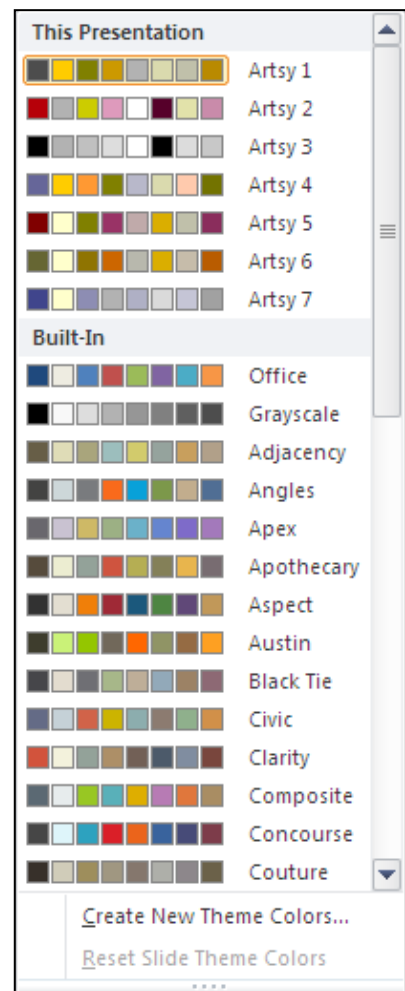 This Presentation
Artsy 1
Artsy 2
Artsy 3
Artsy 4
Artsy 5
Artsy 6
Artsy 7
Built-In
Office
Grayscale
Adjacency
Angles
Apex
Apothecary
Aspect
Austin
Black Tie
Civic
Clarity
Composite
Concourse
Couture
Create New Theme Colors...
Reset Slide Theme Colors